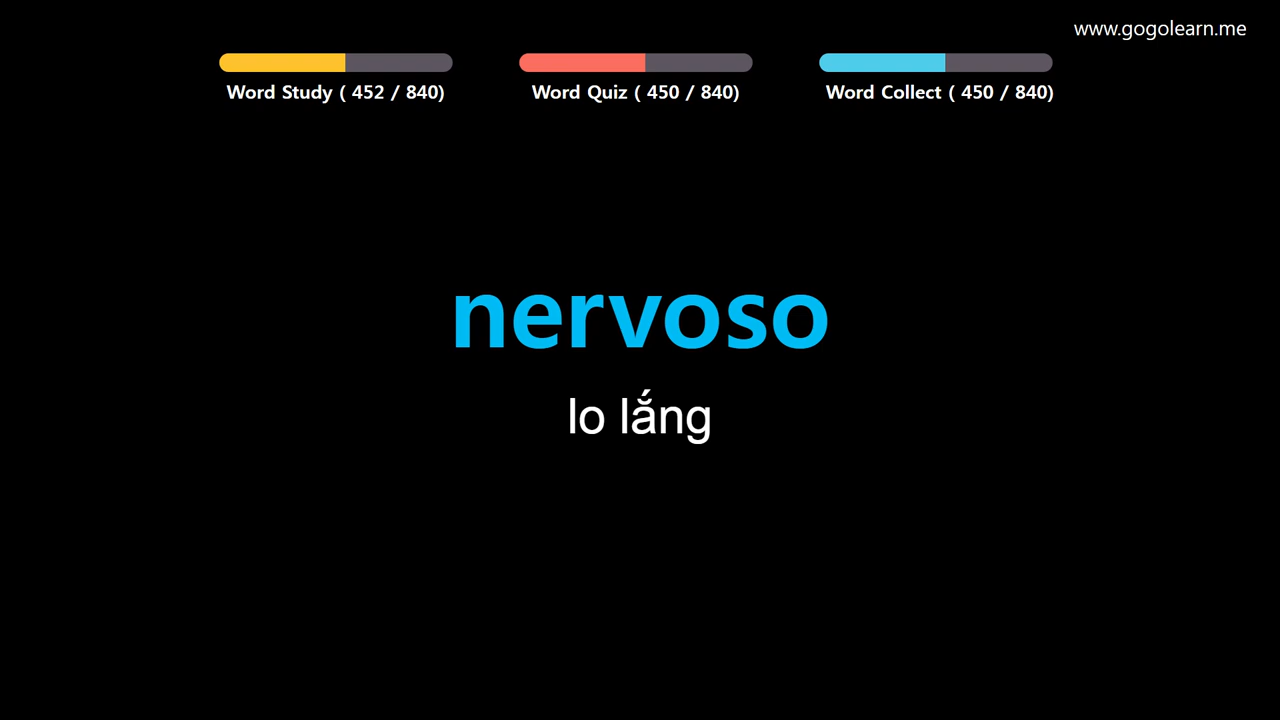 www.gogolearn.me
Word Study ( 452 / 840)
Word Quiz ( 450 / 840)
Word Collect ( 450 / 840)
nervoso
lo lắng